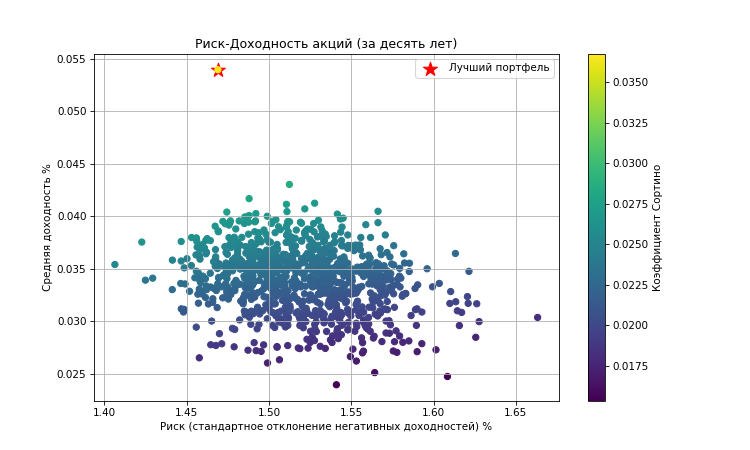 Риск-Доходность акций (за десять лет)
Лучший портфель
0.055
0.050
0.045
0.040
0.035
0.030
0.025
Средняя доходность %
1.40 1.45 1.50 1.55 1.60 1.65
Риск (стандартное отклонение негативных доходностей) %
0.0350
0.0325
0.0300
0.0275
0.0250
0.0225
0.0200
0.0175
Коэффициент Сортино